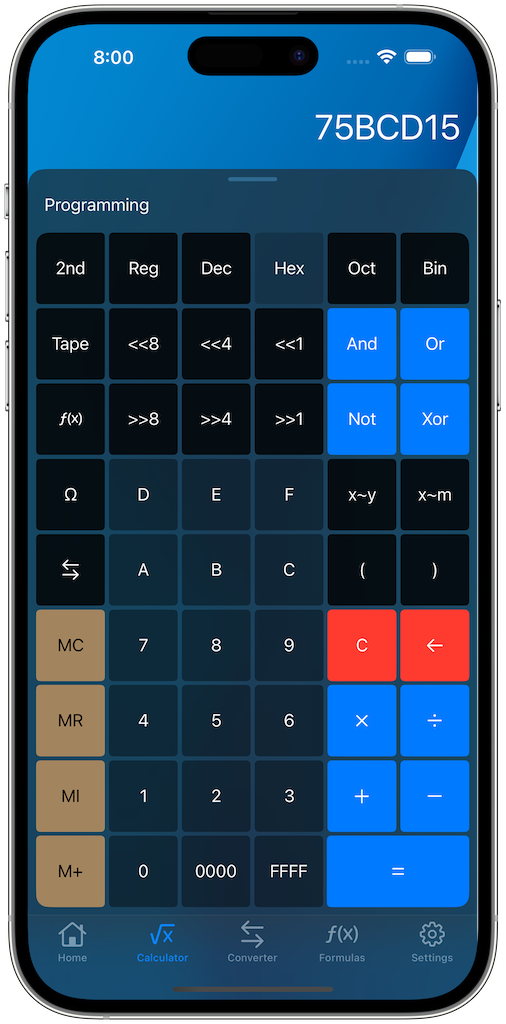 8:00
75BCD15
Programming
2nd Reg Dec Hex Oct Bin
Tape <<8 <<4 <<1 And Or
f(x) >>8 >>4 >>1 Not Xor
Ω D E F x~y x~m
⇆ A B C ( )
MC 7 8 9 C ←
MR 4 5 6 × ÷
MI 1 2 3 + −
M+ 0 0000 FFFF =
√x f(x)
Home Calculator Converter Formulas Settings